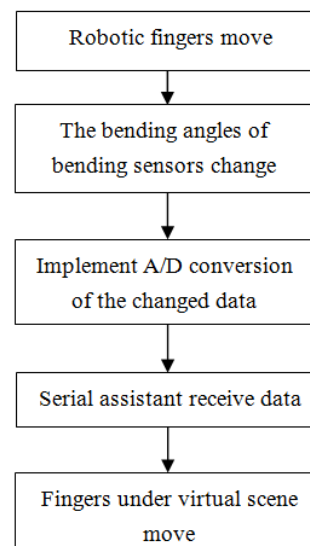 Robotic fingers move
The bending angles of
bending sensors change
Implement A/D conversion
of the changed data
Serial assistant receive data
Fingers under virtual scene
move